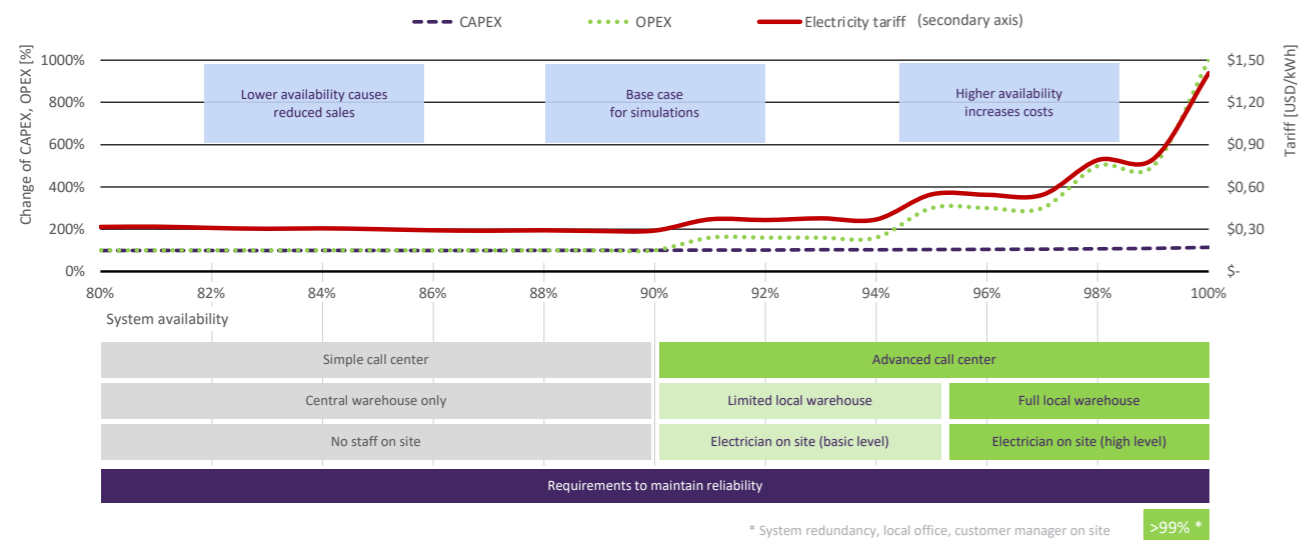 CAPEX OPEX Electricity tariff (secondary axis)
Change of CAPEX, OPEX [%]
1000%
800%
600%
400%
200%
0%
Lower availability causes
reduced sales
Base case
for simulations
Higher availability
increases costs
$1,50
$1,20
$0,90
$0,60
$0,30
$-
Tariff [USD/kWh]
80% 82% 84% 86% 88% 90% 92% 94% 96% 98% 100%
System availability
Simple call center Advanced call center
Central warehouse only Limited local warehouse Full local warehouse
No staff on site Electrician on site (basic level) Electrician on site (high level)
Requirements to maintain reliability
* System redundancy, local office, customer manager on site >99% *